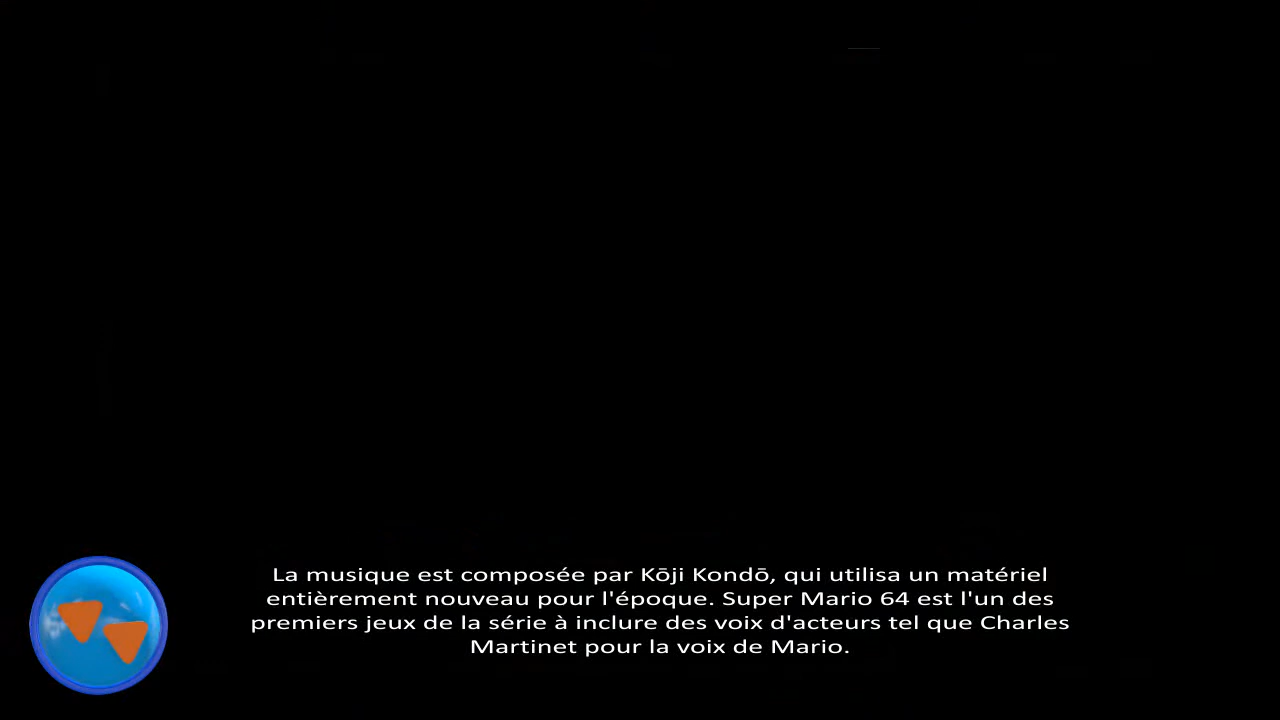 La musique est composée par Kōji Kondō, qui utilisa un matériel
entièrement nouveau pour l'époque. Super Mario 64 est l'un des
premiers jeux de la série à inclure des voix d'acteurs tel que Charles
Martinet pour la voix de Mario.